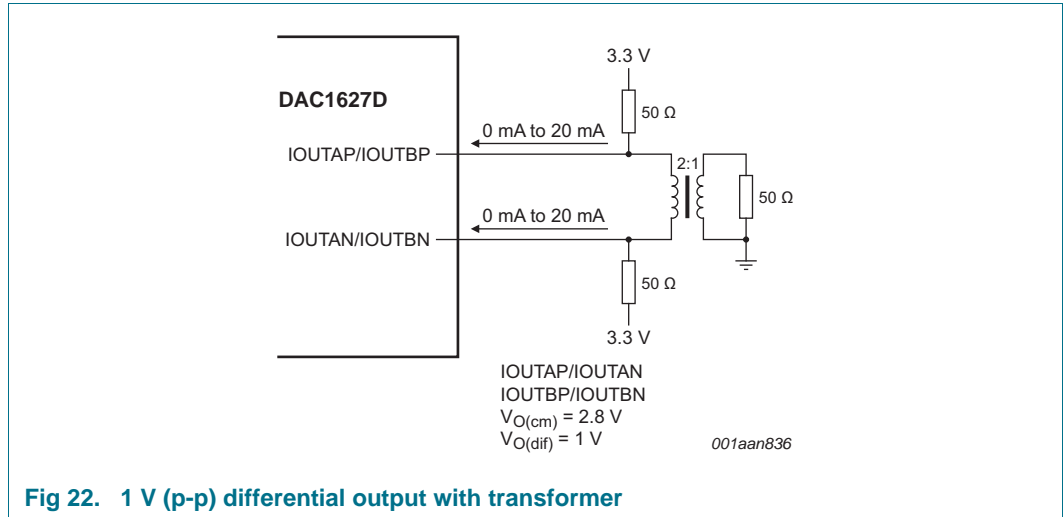 3.3 V
DAC1627D
50 Ω
0 mA to 20 mA
IOUTAP/IOUTBP
2:1
50 Ω
0 mA to 20 mA
IOUTAN/IOUTBN
50 Ω
3.3 V
IOUTAP/IOUTAN
IOUTBP/IOUTBN
VO(cm) = 2.8 V
VO(dif) = 1 V
001aan836
Fig 22. 1 V (p-p) differential output with transformer